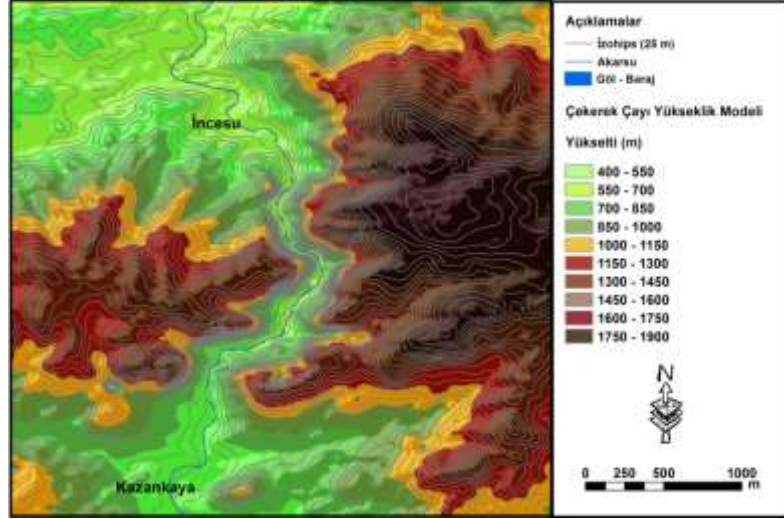 İncesu
Kazankaya
Açıklamalar
İzohips (25 m)
Akarsu
Göl - Baraj
Çekerek Çayı Yükseklik Modeli
Yükselti (m)
400 - 550
550 - 700
700 - 850
850 - 1000
1000 - 1150
1150 - 1300
1300 - 1450
1450 - 1600
1600 - 1750
1750 - 1900
N
0 250 500 1000
m